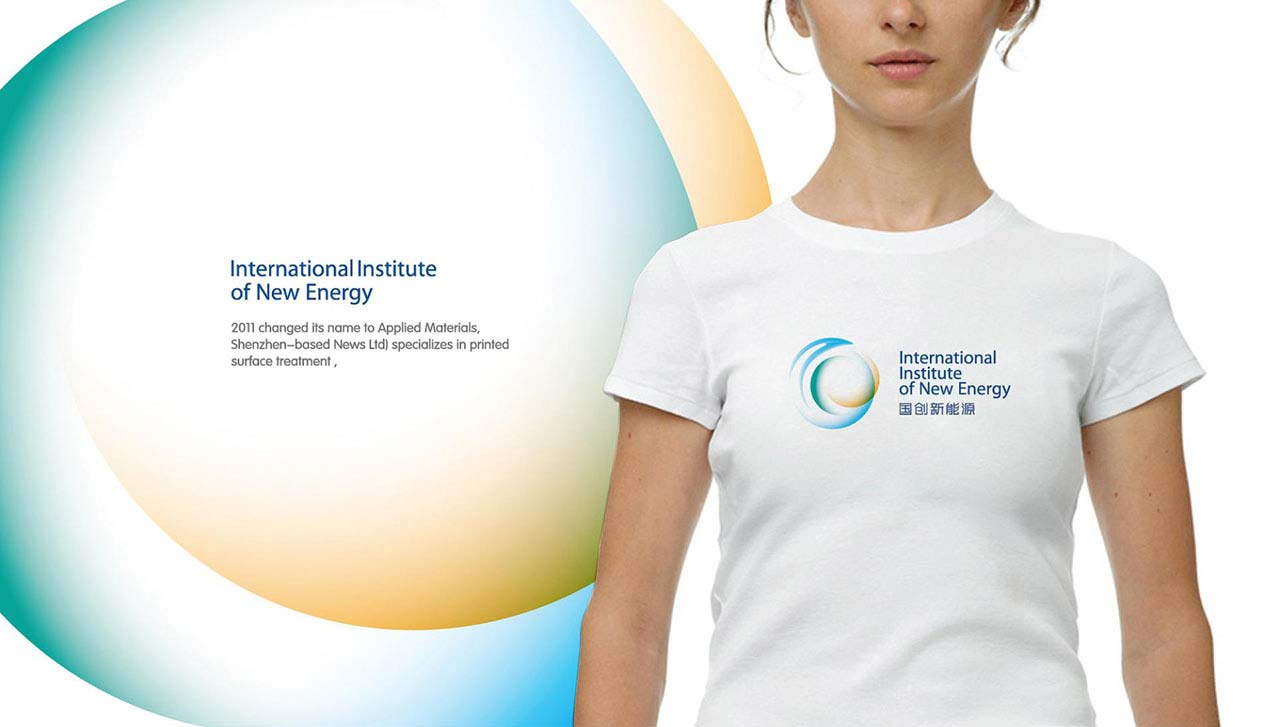 International Institute
of New Energy
2011 changed its name to Applied Materials,
Shenzhen-based News Ltd) specializes in printed
surface treatment ,
International
Institute
of New Energy
国创新能源